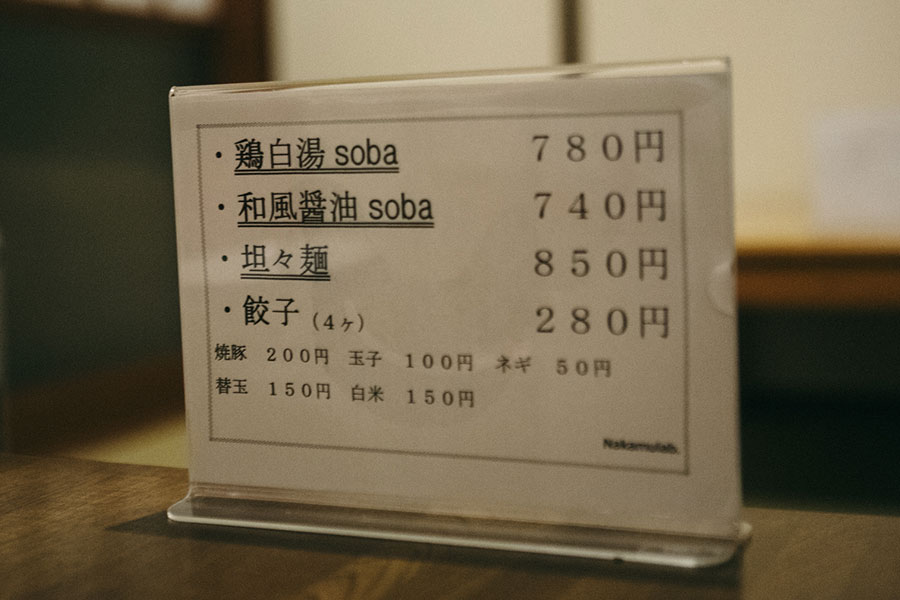 ・鶏白湯 soba ７８０円
・和風醤油 soba ７４０円
・坦々麺 ８５０円
・餃子（４ヶ） ２８０円
焼豚 ２００円 玉子 １００円 ネギ ５０円
替玉 １５０円 白米 １５０円
Nakamulab.